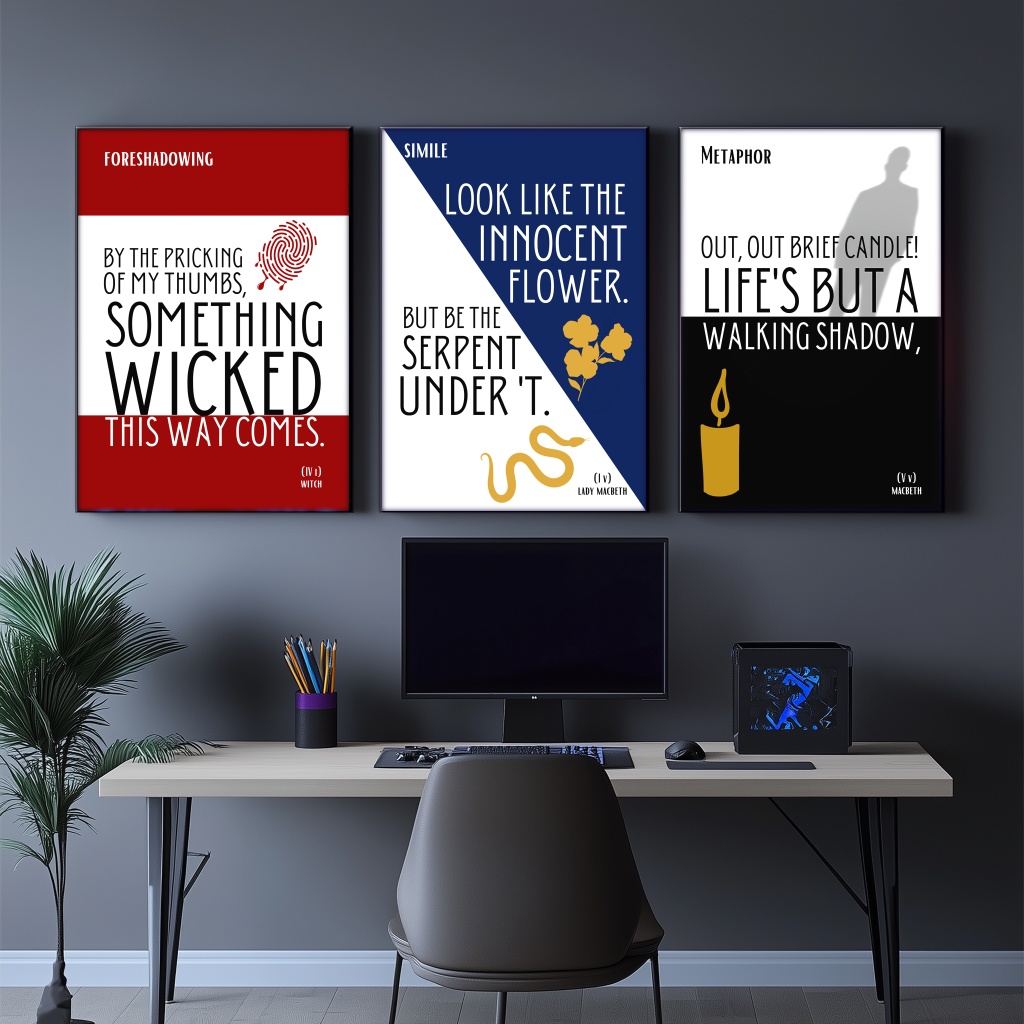 FORESHADOWING
BY THE PRICKING
OF MY THUMBS,
SOMETHING
WICKED
THIS WAY COMES.
(IV I)
WITCH
SIMILE
LOOK LIKE THE
INNOCENT
FLOWER.
BUT BE THE
SERPENT
UNDER 'T.
(I V)
LADY MACBETH
METAPHOR
OUT, OUT BRIEF CANDLE!
LIFE'S BUT A
WALKING SHADOW,
(V V)
MACBETH